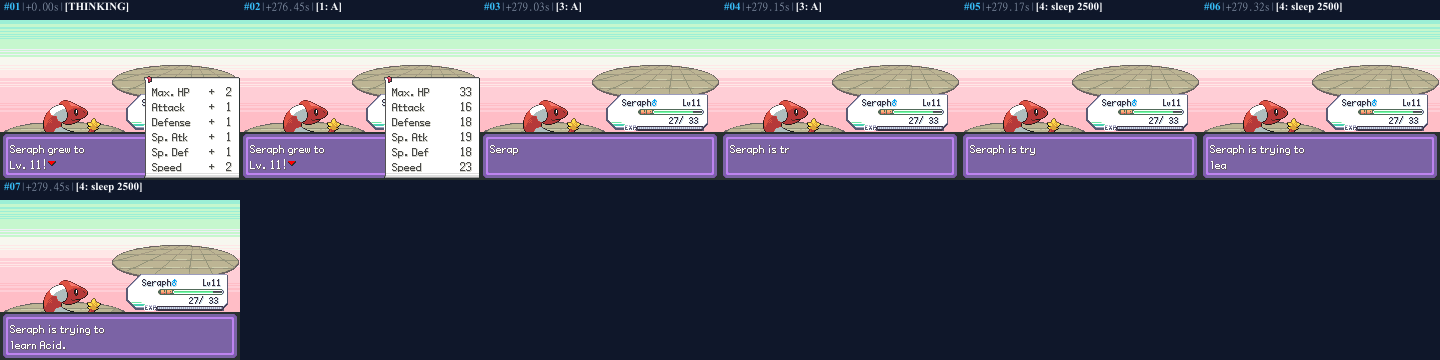 #01|+0.00s|[THINKING]
Seraph grew to
Lv. 11!
Max. HP + 2
Attack + 1
Defense + 1
Sp. Atk + 1
Sp. Def + 1
Speed + 2
#02|+276.45s|[1: A]
Seraph grew to
Lv. 11!
Max. HP 33
Attack 16
Defense 18
Sp. Atk 19
Sp. Def 18
Speed 23
#03|+279.03s|[3: A]
Seraph♂ Lv11
27/ 33
EXP
Serap
#04|+279.15s|[3: A]
Seraph♂ Lv11
27/ 33
EXP
Seraph is tr
#05|+279.17s|[4: sleep 2500]
Seraph♂ Lv11
27/ 33
EXP
Seraph is try
#06|+279.32s|[4: sleep 2500]
Seraph♂ Lv11
27/ 33
EXP
Seraph is trying to
lea
#07|+279.45s|[4: sleep 2500]
Seraph♂ Lv11
27/ 33
EXP
Seraph is trying to
learn Acid.